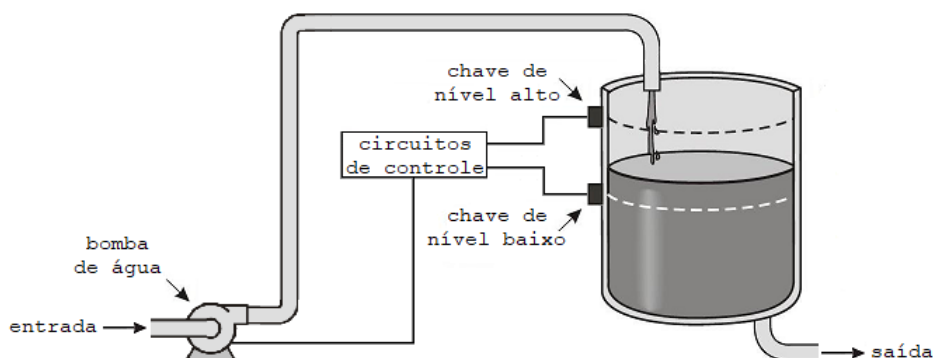 chave de
nível alto
circuitos
de controle
chave de
nível baixo
bomba
de água
entrada
saída